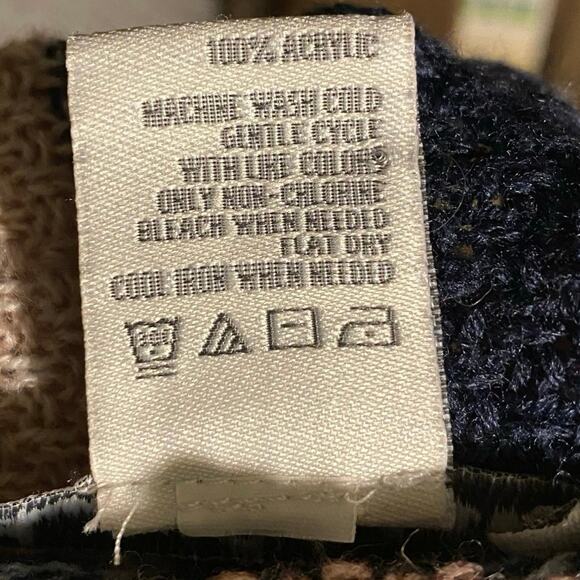 100% ACRYLIC
MACHINE WASH COLD
GENTLE CYCLE
WITH LIKE COLORS
ONLY NON-CHLORINE
BLEACH WHEN NEEDED
FLAT DRY
COOL IRON WHEN NEEDED